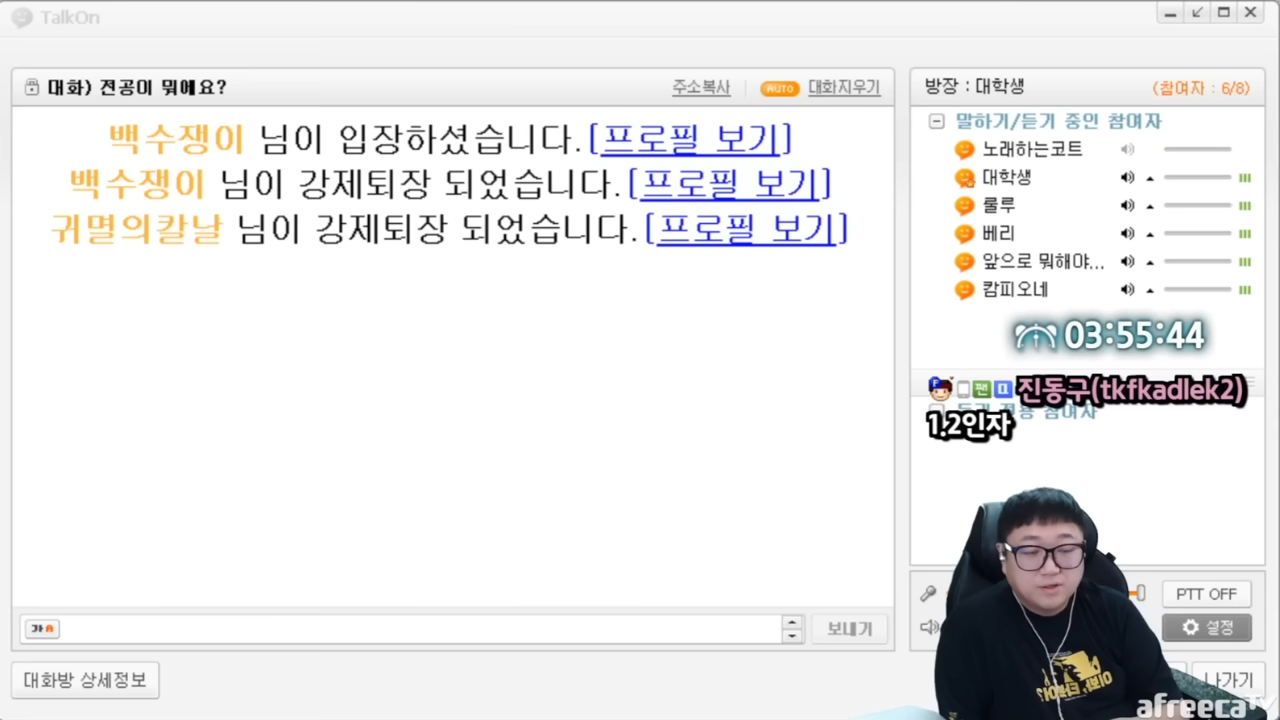 TalkOn
대화) 전공이 뭐에요?
주소복사
AUTO
대화지우기
백수쟁이 님이 입장하셨습니다.[프로필 보기]
백수쟁이 님이 강제퇴장 되었습니다.[프로필 보기]
귀멸의칼날 님이 강제퇴장 되었습니다.[프로필 보기]
가A
보내기
대화방 상세정보
방장 : 대학생
(참여자 : 6/8)
말하기/듣기 중인 참여자
노래하는코트
대학생
룰루
베리
앞으로 뭐해야...
캄피오네
03:55:44
팬
진동구(tkfkadlek2)
전용 참여자
1.2인자
PTT OFF
설정
나가기
afreecaTV